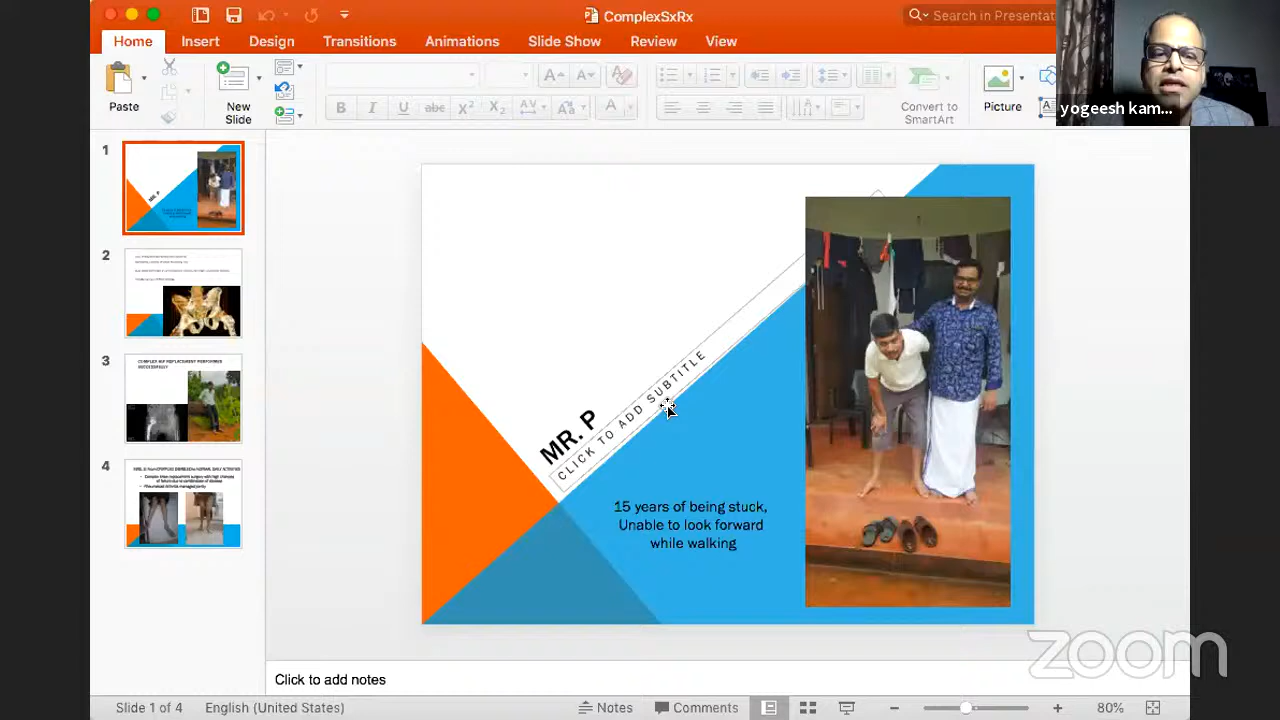 ComplexSxRx
Search in Presentat
Home Insert Design Transitions Animations Slide Show Review View
Paste
New
Slide
Convert to
SmartArt
Picture
yogeesh kam...
1
2
3
COMPLEX HIP REPLACEMENT PERFORMED
SUCCESSFULLY
4
MR. P
CLICK TO ADD SUBTITLE
15 years of being stuck,
Unable to look forward
while walking
zoom
Click to add notes
Slide 1 of 4 English (United States) Notes Comments 80%